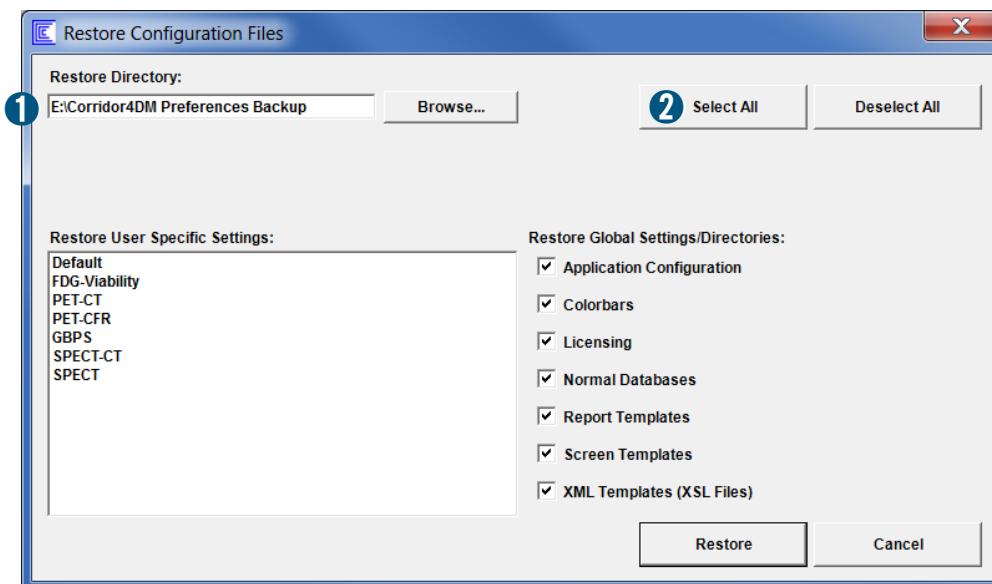 Restore Configuration Files
X
Restore Directory:
1 E:\Corridor4DM Preferences Backup Browse... 2 Select All Deselect All
Restore User Specific Settings: Restore Global Settings/Directories:
Default
FDG-Viability
PET-CT
PET-CFR
GBPS
SPECT-CT
SPECT
Application Configuration
Colorbars
Licensing
Normal Databases
Report Templates
Screen Templates
XML Templates (XSL Files)
Restore Cancel